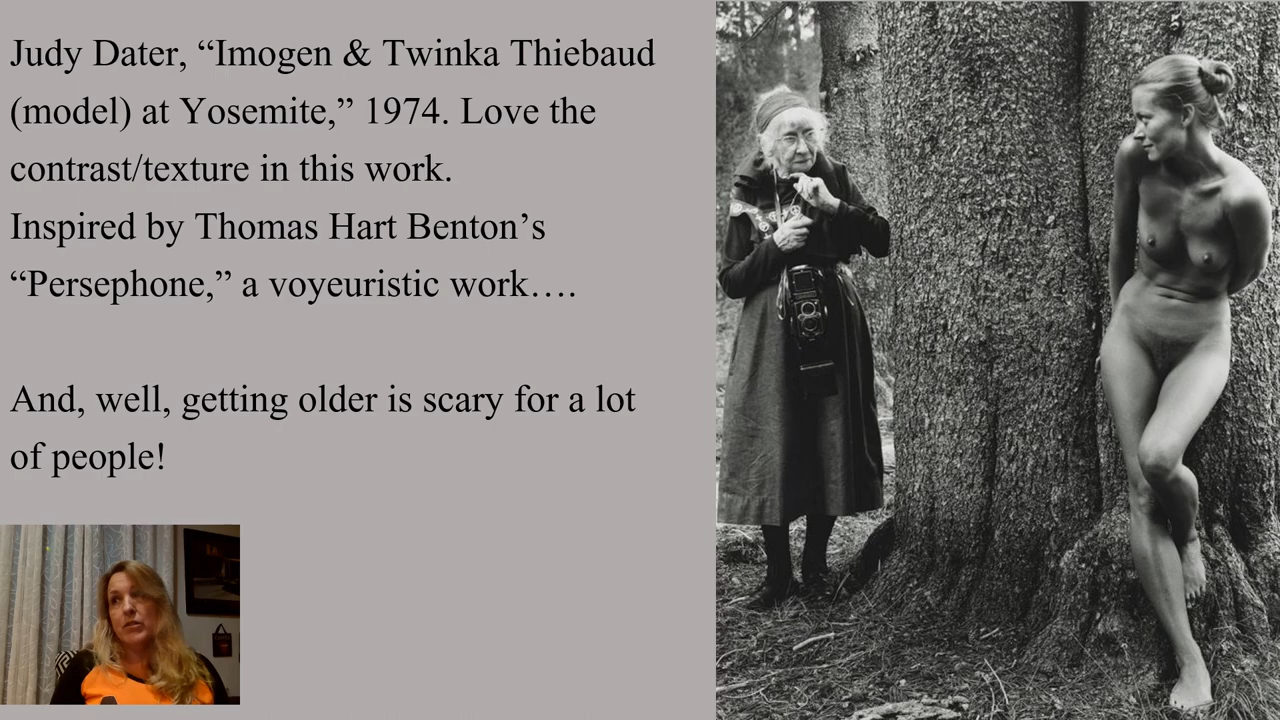 Judy Dater, “Imogen & Twinka Thiebaud
(model) at Yosemite,” 1974. Love the
contrast/texture in this work.
Inspired by Thomas Hart Benton’s
“Persephone,” a voyeuristic work….
And, well, getting older is scary for a lot
of people!